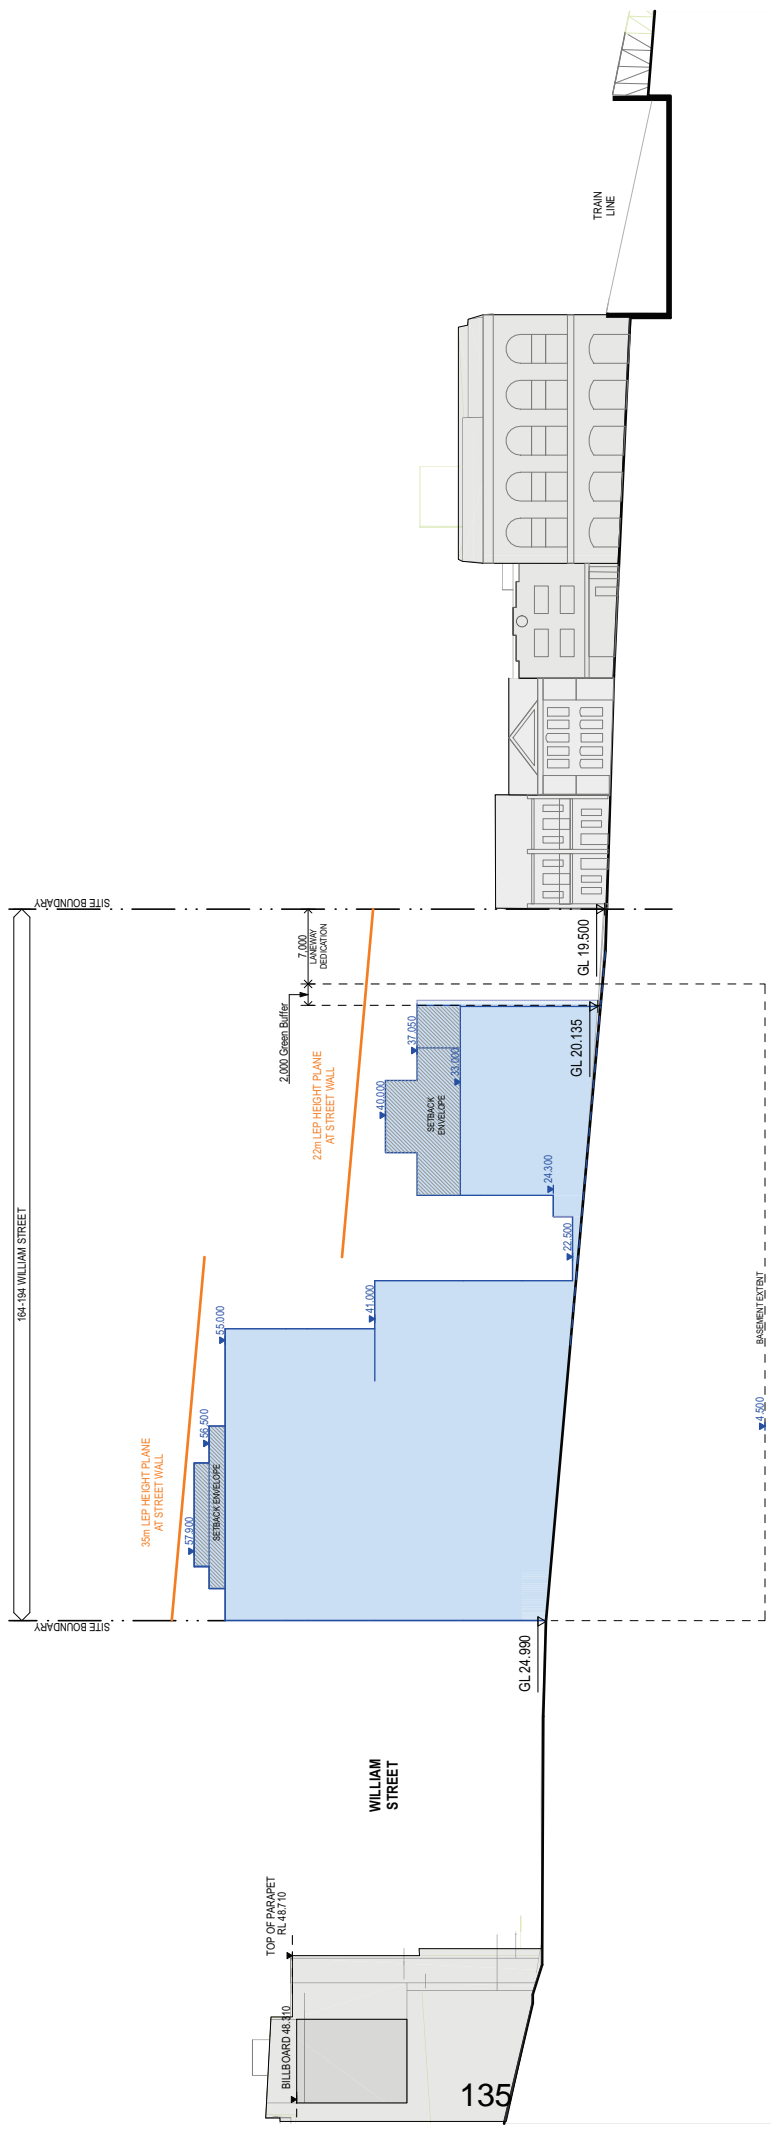 164-194 WILLIAM STREET
SITE BOUNDARY
SITE BOUNDARY
TOP OF PARAPET
RL 48.710
BILLBOARD 48.310
WILLIAM
STREET
35m LEP HEIGHT PLANE
AT STREET WALL
57.900
56.500
SETBACK ENVELOPE
55.000
41.000
22m LEP HEIGHT PLANE
AT STREET WALL
2,000 Green Buffer
7,000
LANEWAY
DEDICATION
40.000
37.050
33.000
SETBACK
ENVELOPE
24.300
22.500
GL 24.990
GL 20.135
GL 19.500
TRAIN
LINE
4.500
BASEMENT EXTENT
135